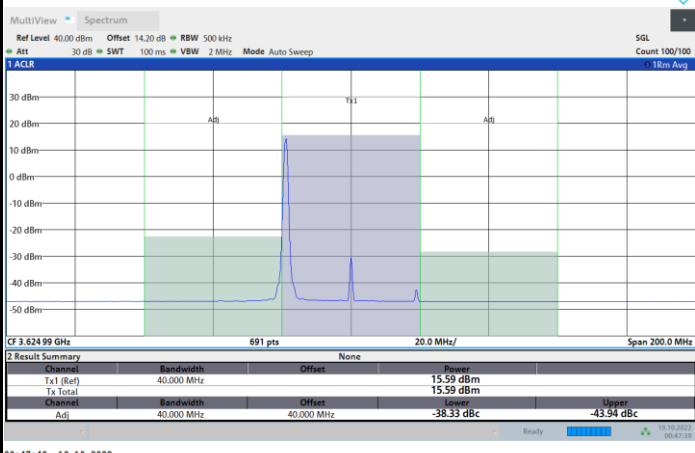 MultiView Spectrum
Ref Level 40.00 dBm Offset 14.20 dB RBW 500 kHz SGL
Att 30 dB SWT 100 ms VBW 2 MHz Mode Auto Sweep Count 100/100
1 ACLR 1Rm Avg
30 dBm
Tx1
20 dBm
Adj Adj
10 dBm
0 dBm
-10 dBm
-20 dBm
-30 dBm
-40 dBm
-50 dBm
CF 3.624 99 GHz 691 pts 20.0 MHz/ Span 200.0 MHz
2 Result Summary None
Channel Bandwidth Offset Power
Tx1 (Ref) 40.000 MHz 15.59 dBm
Tx Total 15.59 dBm
Channel Bandwidth Offset Lower Upper
Adj 40.000 MHz 40.000 MHz -38.33 dBc -43.94 dBc
Ready 19.10.2022
00:47:39